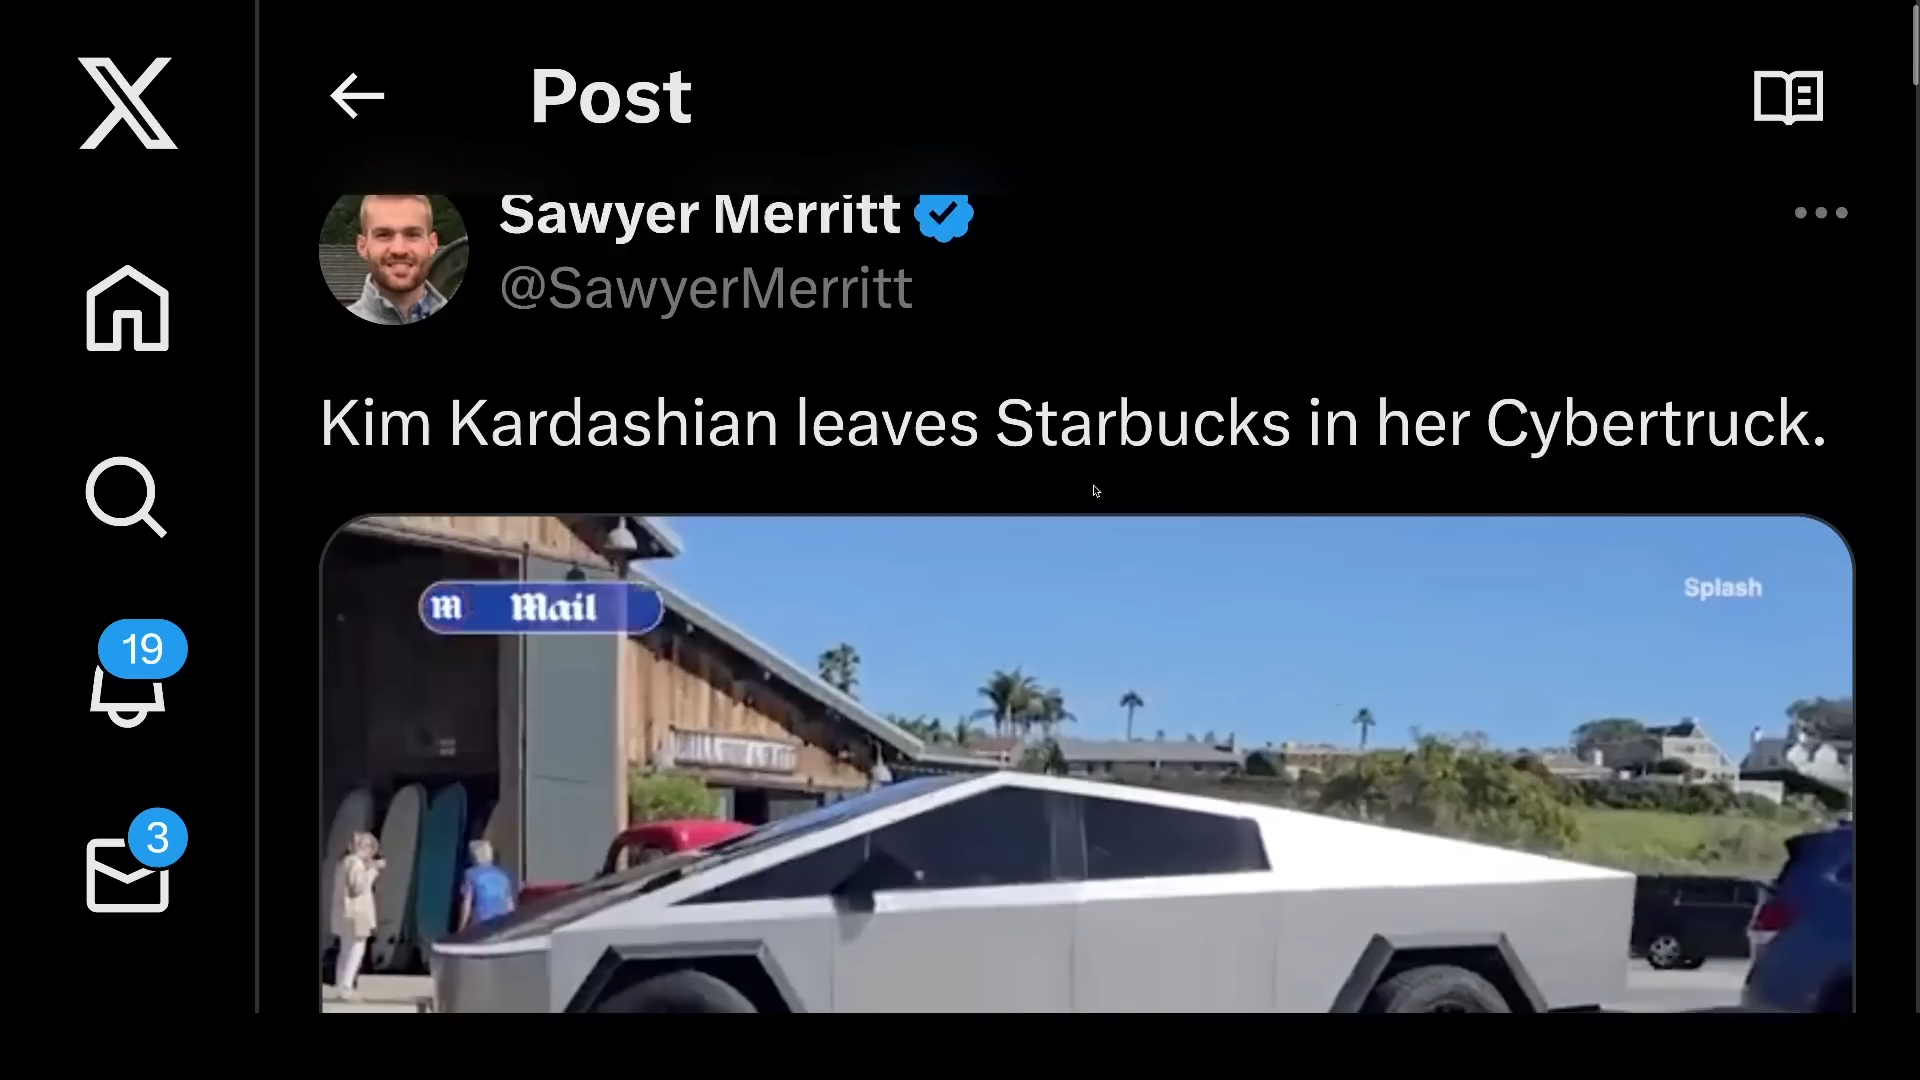 Post
Sawyer Merritt
@SawyerMerritt
Kim Kardashian leaves Starbucks in her Cybertruck.
m Mail
Splash
19
3